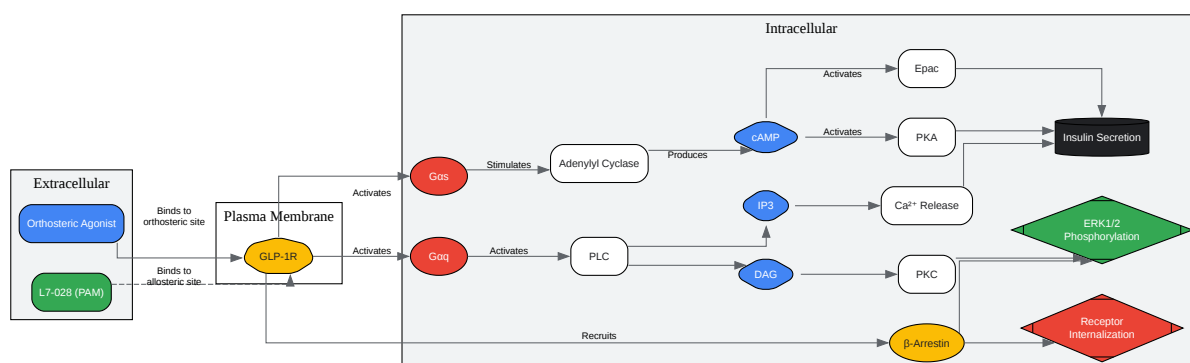 Intracellular
Epac
Activates
cAMP
Activates
PKA
Insulin Secretion
Produces
Adenylyl Cyclase
Stimulates
Gαs
Activates
Extracellular
Orthosteric Agonist
Binds to
orthosteric site
Plasma Membrane
GLP-1R
Activates
Gαq
Activates
PLC
IP3
Ca²⁺ Release
ERK1/2
Phosphorylation
DAG
PKC
L7-028 (PAM)
Binds to
allosteric site
Recruits
β-Arrestin
Receptor
Internalization